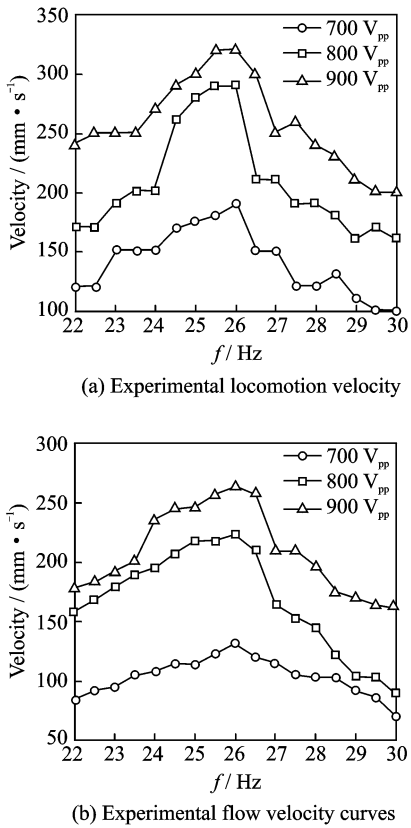 350
300
250
200
150
100
Velocity / (mm • s⁻¹)
700 Vpp
800 Vpp
900 Vpp
22 23 24 25 26 27 28 29 30
f / Hz
(a) Experimental locomotion velocity
300
250
200
150
100
50
Velocity / (mm • s⁻¹)
700 Vpp
800 Vpp
900 Vpp
22 23 24 25 26 27 28 29 30
f / Hz
(b) Experimental flow velocity curves